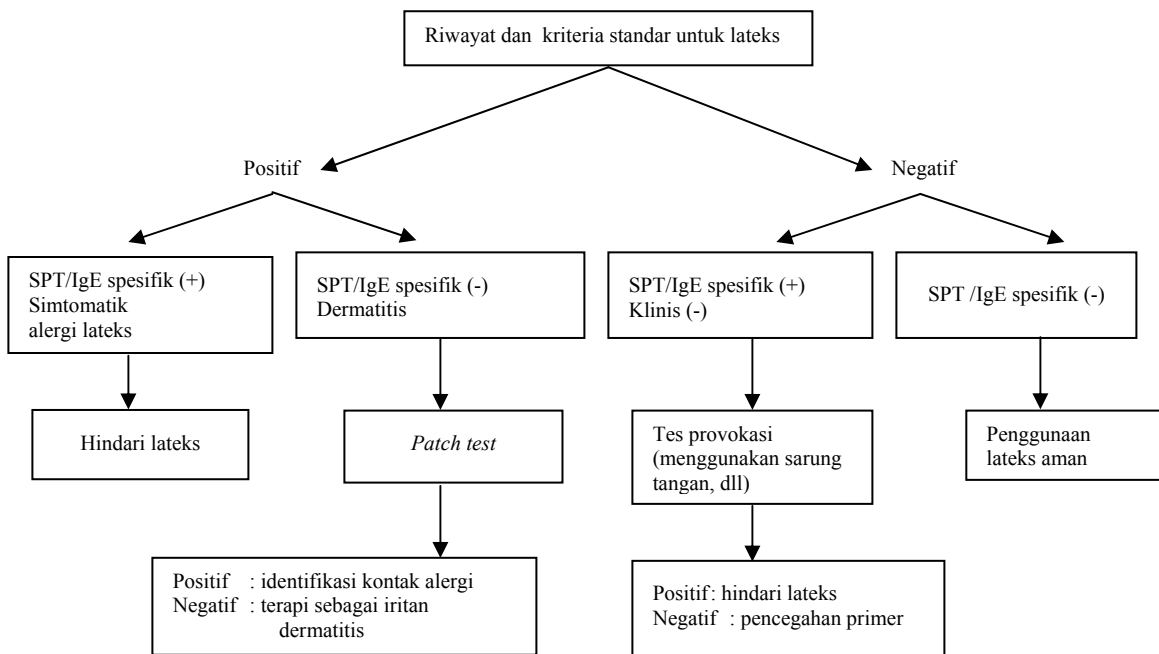 Riwayat dan kriteria standar untuk lateks
Positif
Negatif
SPT/IgE spesifik (+)
Simtomatik
alergi lateks
SPT/IgE spesifik (-)
Dermatitis
SPT/IgE spesifik (+)
Klinis (-)
SPT /IgE spesifik (-)
Hindari lateks
Patch test
Tes provokasi
(menggunakan sarung
tangan, dll)
Penggunaan
lateks aman
Positif : identifikasi kontak alergi
Negatif : terapi sebagai iritan
dermatitis
Positif : hindari lateks
Negatif : pencegahan primer